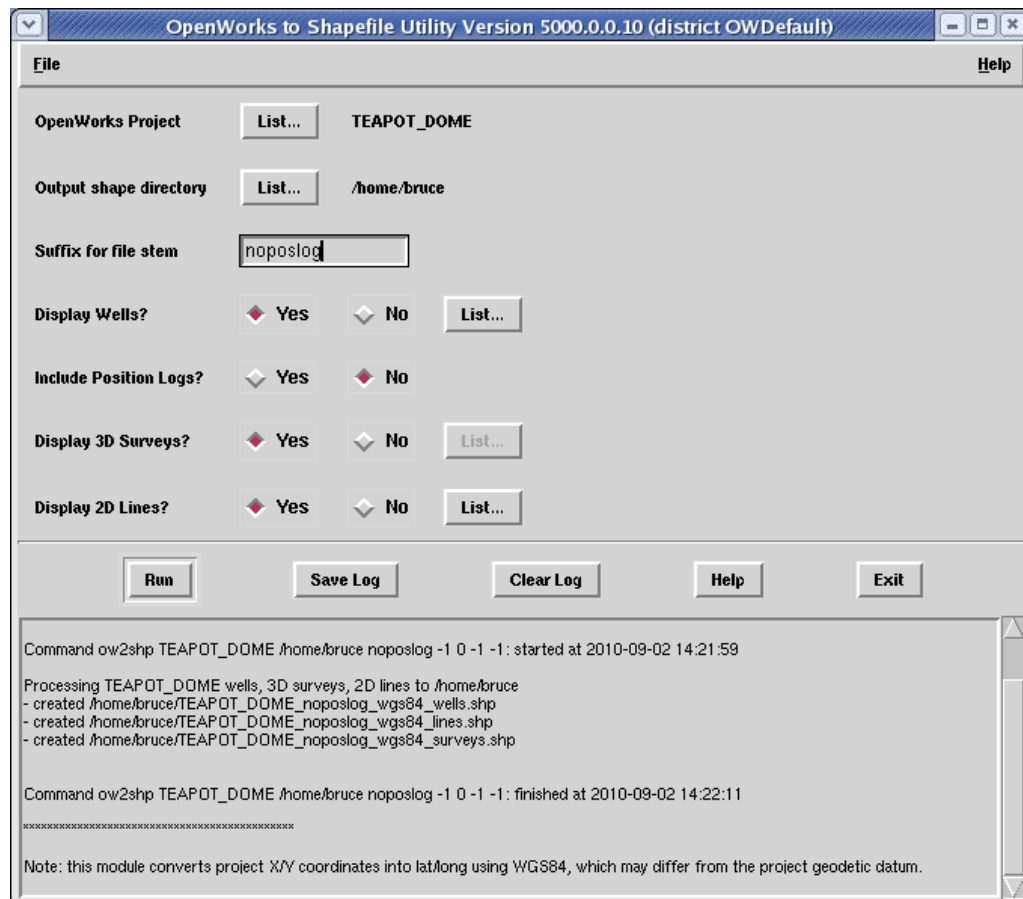 OpenWorks to Shapefile Utility Version 5000.0.0.10 (district OWDefault)
File Help
OpenWorks Project List... TEAPOT_DOME
Output shape directory List... /home/bruce
Suffix for file stem noposlog
Display Wells? Yes No List...
Include Position Logs? Yes No
Display 3D Surveys? Yes No List...
Display 2D Lines? Yes No List...
Run Save Log Clear Log Help Exit
Command ow2shp TEAPOT_DOME /home/bruce noposlog -1 0 -1 -1: started at 2010-09-02 14:21:59
Processing TEAPOT_DOME wells, 3D surveys, 2D lines to /home/bruce
- created /home/bruce/TEAPOT_DOME_noposlog_wgs84_wells.shp
- created /home/bruce/TEAPOT_DOME_noposlog_wgs84_lines.shp
- created /home/bruce/TEAPOT_DOME_noposlog_wgs84_surveys.shp
Command ow2shp TEAPOT_DOME /home/bruce noposlog -1 0 -1 -1: finished at 2010-09-02 14:22:11
Note: this module converts project X/Y coordinates into lat/long using WGS84, which may differ from the project geodetic datum.